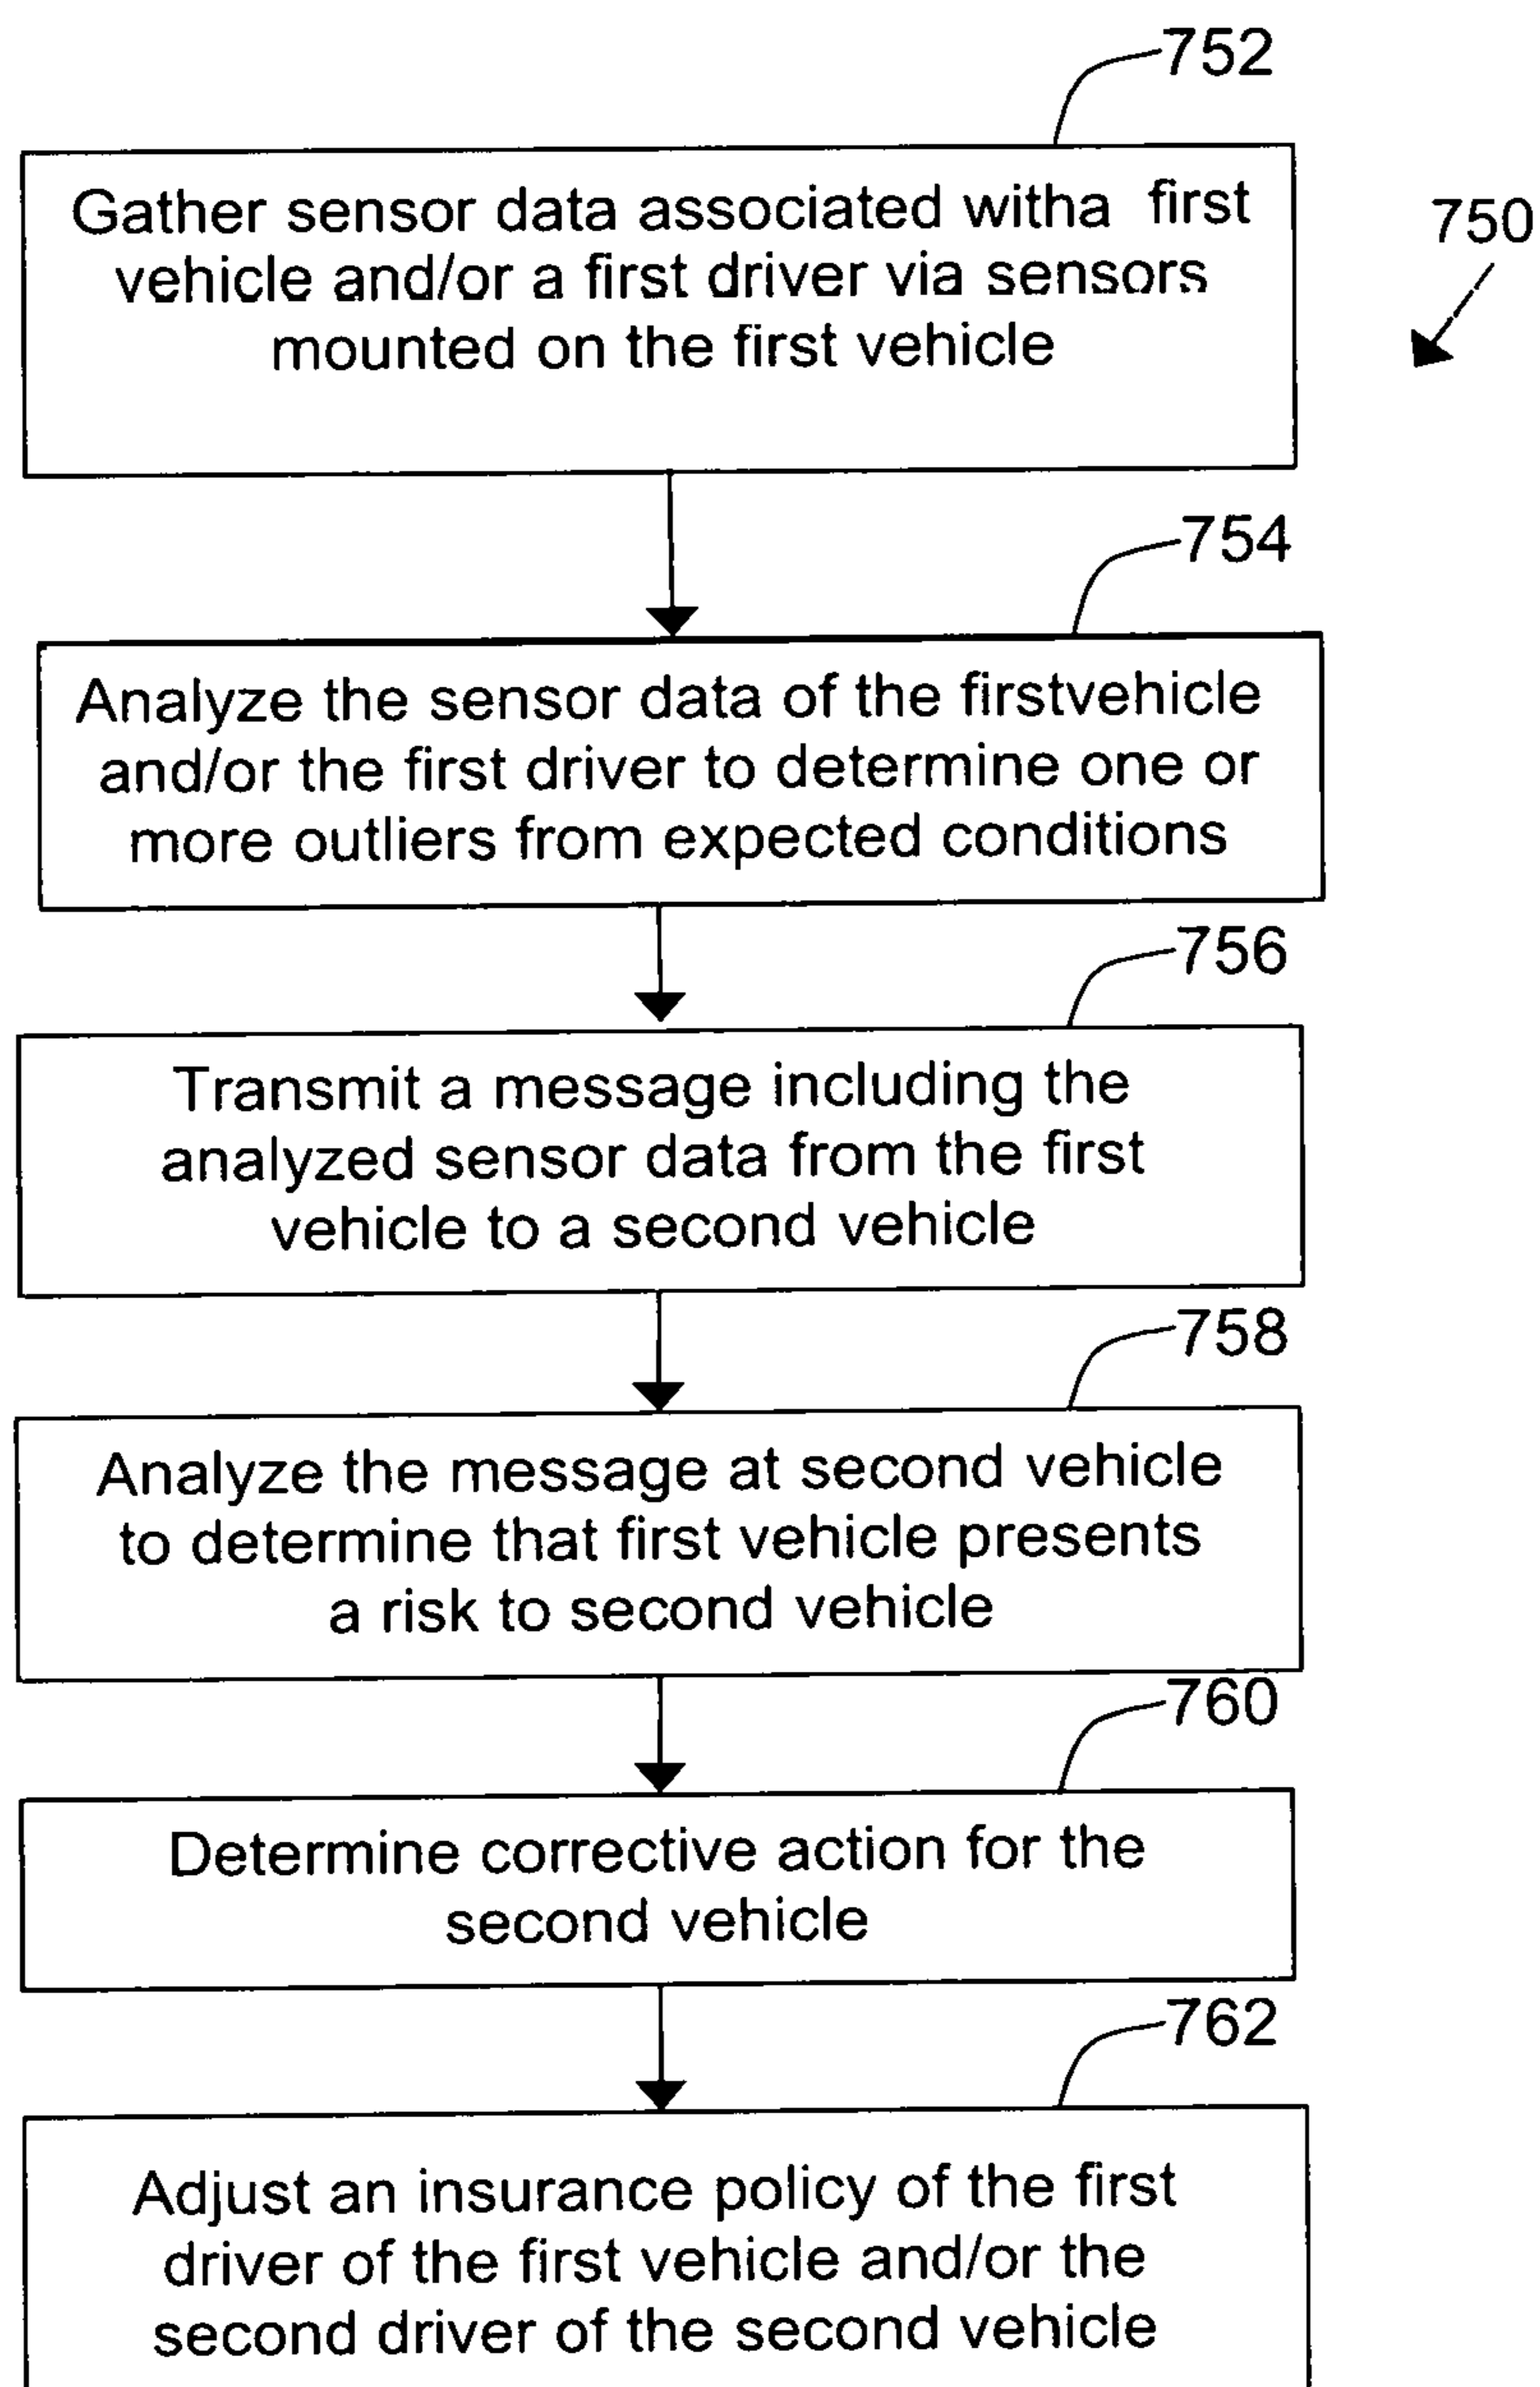 752
Gather sensor data associated witha first
vehicle and/or a first driver via sensors
mounted on the first vehicle
750
754
Analyze the sensor data of the firstvehicle
and/or the first driver to determine one or
more outliers from expected conditions
756
Transmit a message including the
analyzed sensor data from the first
vehicle to a second vehicle
758
Analyze the message at second vehicle
to determine that first vehicle presents
a risk to second vehicle
760
Determine corrective action for the
second vehicle
762
Adjust an insurance policy of the first
driver of the first vehicle and/or the
second driver of the second vehicle